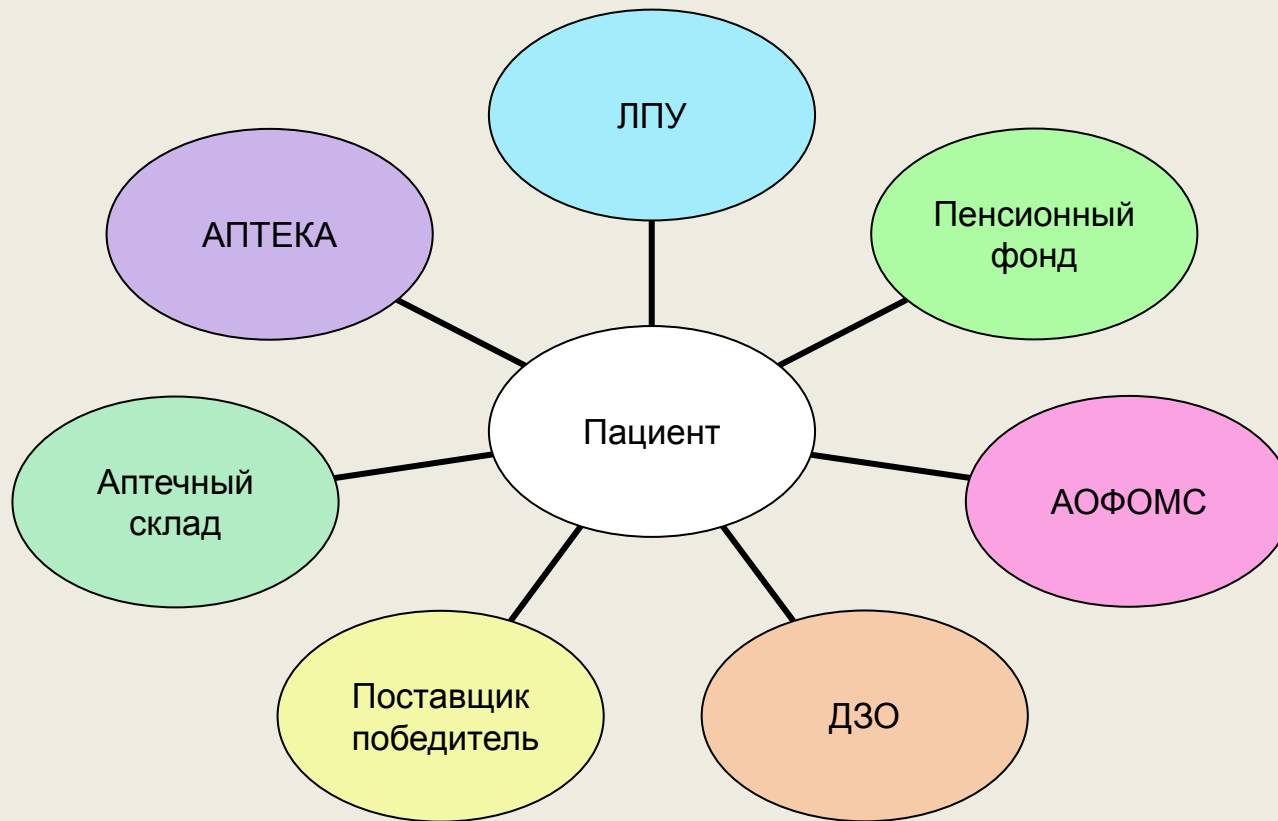 ЛПУ
АПТЕКА
Пенсионный
фонд
Пациент
Аптечный
склад
АОФОМС
Поставщик
победитель
ДЗО